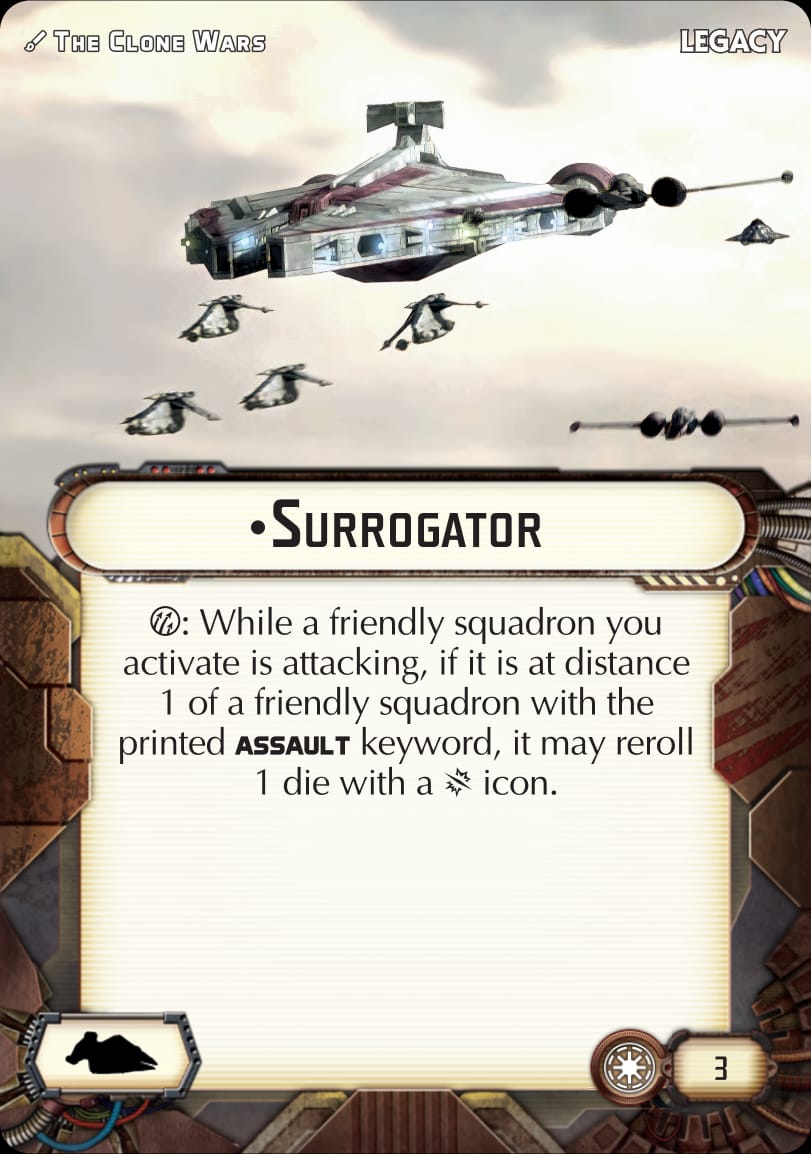 The Clone Wars
LEGACY
•Surrogator
: While a friendly squadron you
activate is attacking, if it is at distance
1 of a friendly squadron with the
printed ASSAULT keyword, it may reroll
1 die with a icon.
3